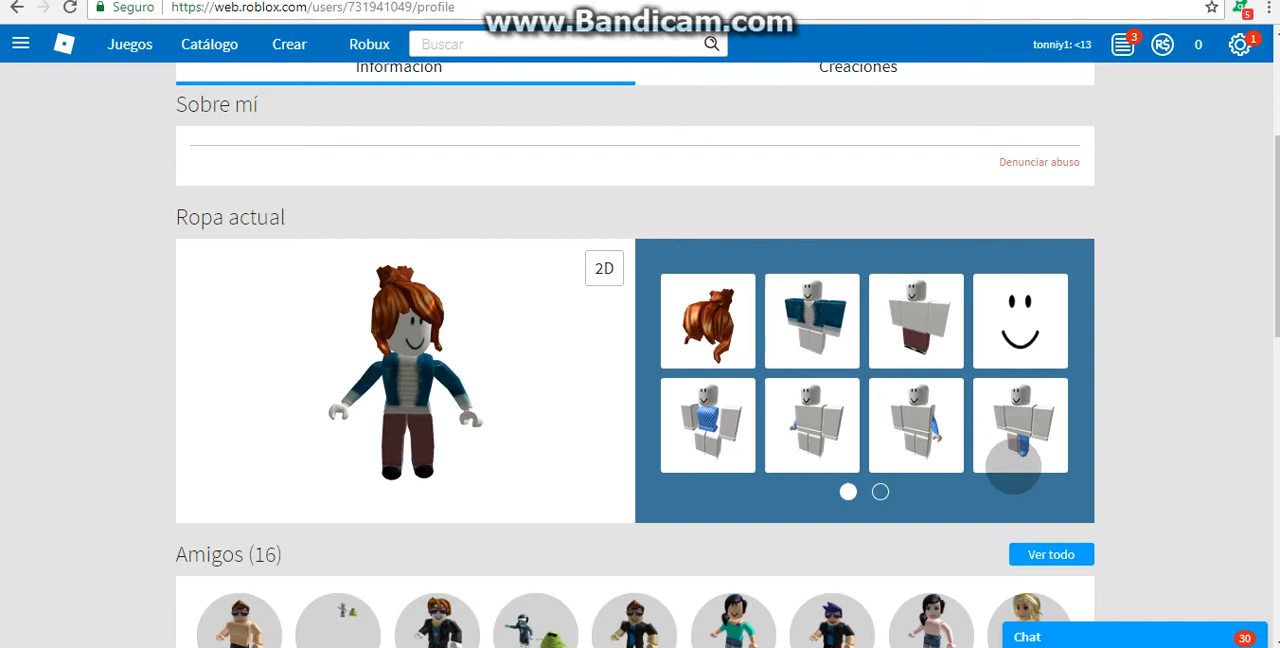 Seguro https://web.roblox.com/users/731941049/profile
www.Bandicam.com
5
Juegos Catálogo Crear Robux Buscar tonniy1: <13 3 R$ 0 1
Información Creaciones
Sobre mí
Denunciar abuso
Ropa actual
2D
Amigos (16) Ver todo
Chat 30